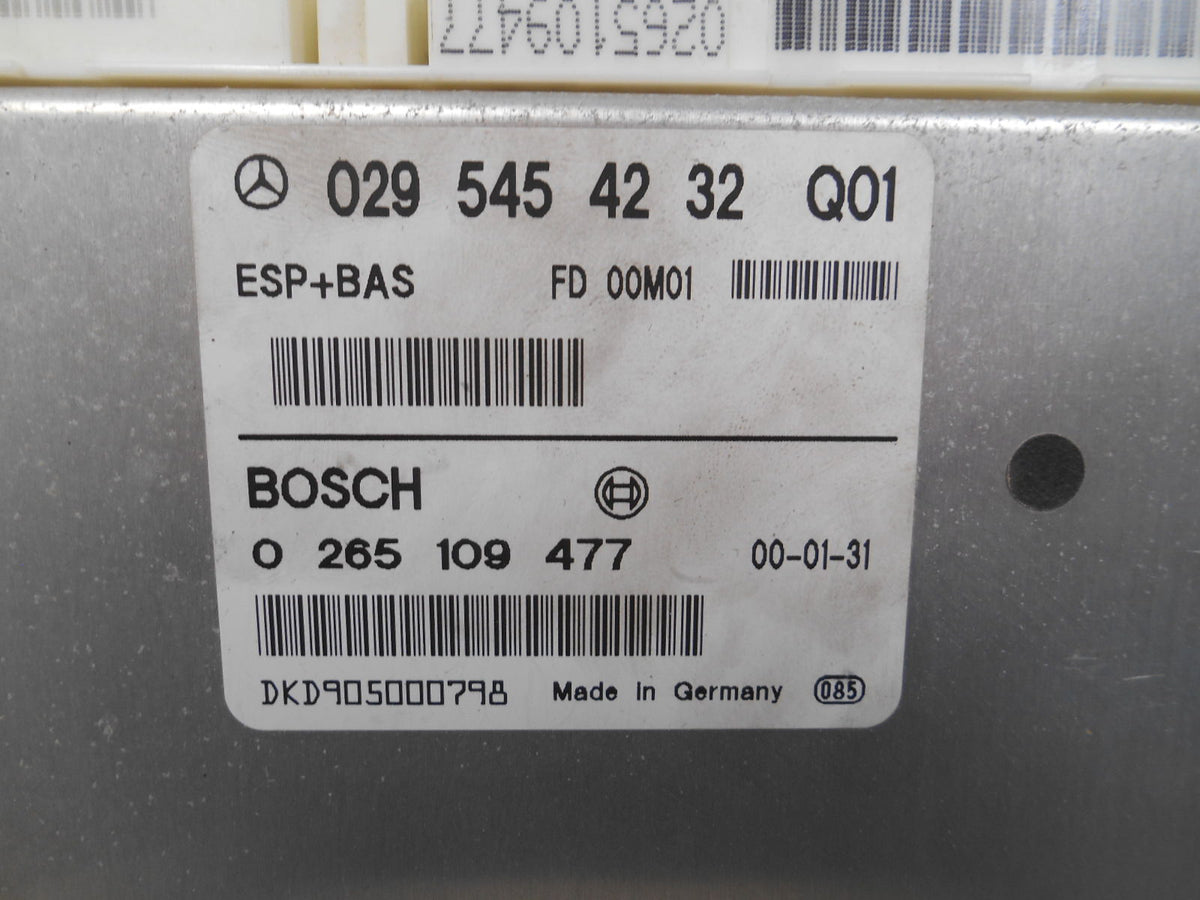 0265109477
029 545 42 32 Q01
ESP+BAS FD 00M01
BOSCH
0 265 109 477 00-01-31
DKD905000798 Made in Germany 085